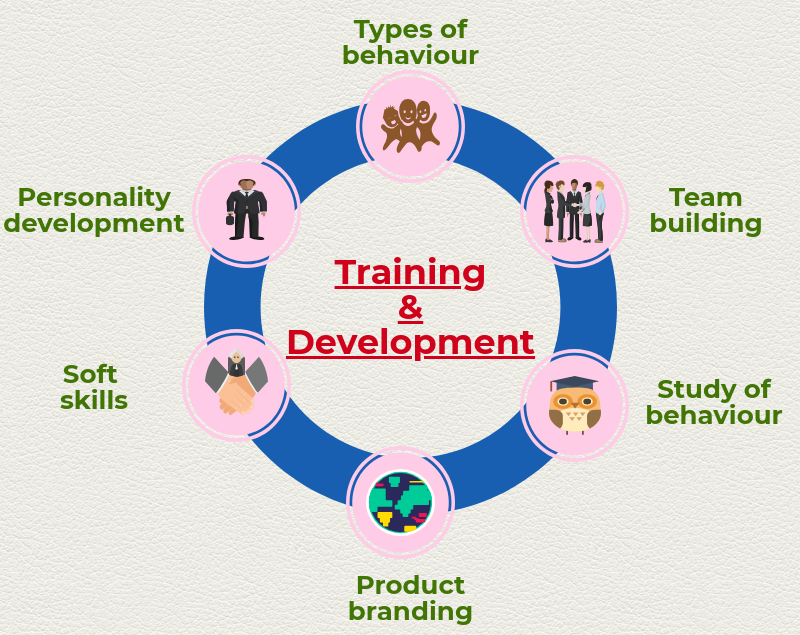 Types of
behaviour
Personality
development
Team
building
Training
&
Development
Soft
skills
Study of
behaviour
Product
branding